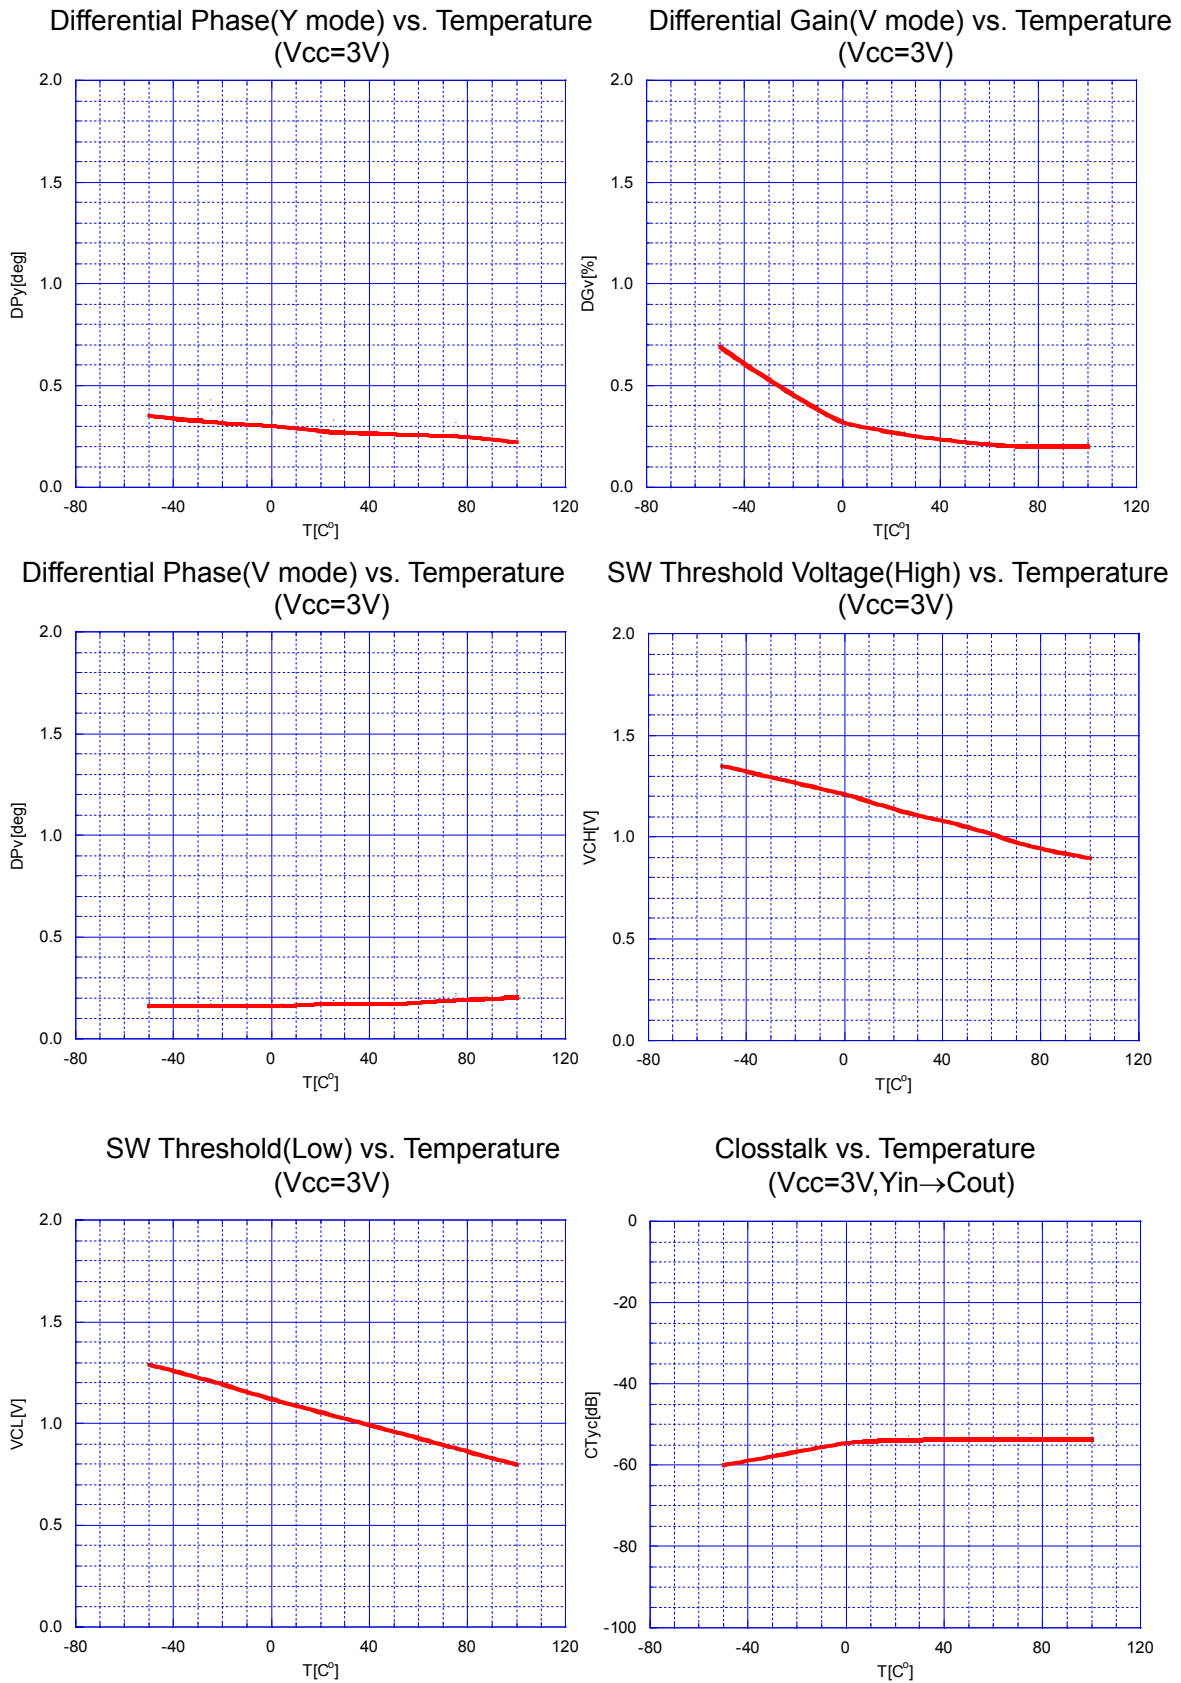 Differential Phase(Y mode) vs. Temperature
(Vcc=3V)
2.0
1.5
1.0
0.5
0.0
DPy[deg]
-80
-40
0
40
80
120
T[C°]
Differential Gain(V mode) vs. Temperature
(Vcc=3V)
2.0
1.5
1.0
0.5
0.0
DGv[%]
-80
-40
0
40
80
120
T[C°]
Differential Phase(V mode) vs. Temperature
(Vcc=3V)
2.0
1.5
1.0
0.5
0.0
DPv[deg]
-80
-40
0
40
80
120
T[C°]
SW Threshold Voltage(High) vs. Temperature
(Vcc=3V)
2.0
1.5
1.0
0.5
0.0
VCH[V]
-80
-40
0
40
80
120
T[C°]
SW Threshold(Low) vs. Temperature
(Vcc=3V)
2.0
1.5
1.0
0.5
0.0
VCL[V]
-80
-40
0
40
80
120
T[C°]
Closstalk vs. Temperature
(Vcc=3V,Yin→Cout)
0
-20
-40
-60
-80
-100
CTyc[dB]
-80
-40
0
40
80
120
T[C°]